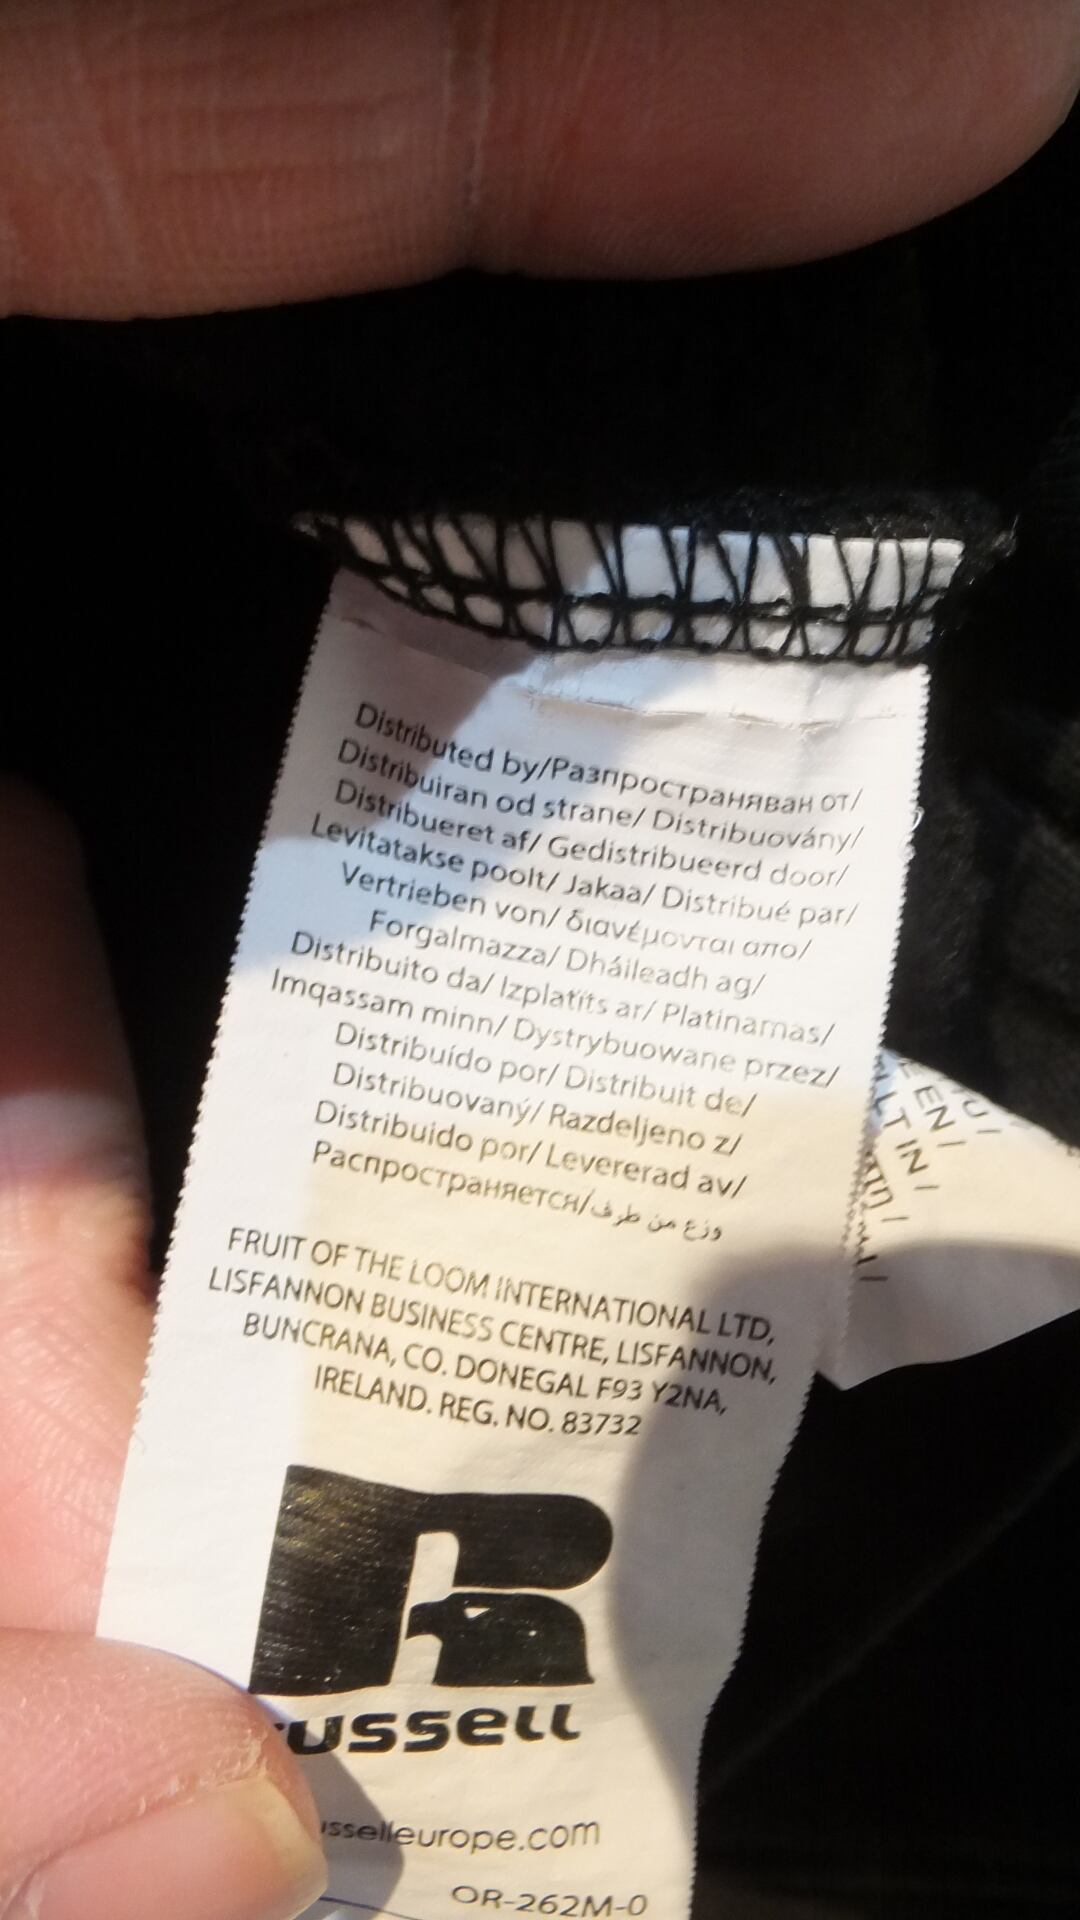 Distributed by/Разпространяван от/
Distribuiran od strane/ Distribuovány/
Distribueret af/ Gedistribueerd door/
Levitatakse poolt/ Jakaa/ Distribué par/
Vertrieben von/ διανέμονται απο/
Forgalmazza/ Dháileadh ag/
Distribuito da/ Izplatīts ar/ Platinamas/
Imqassam minn/ Dystrybuowane przez/
Distribuído por/ Distribuit de/
Distribuovaný/ Razdeljeno z/
Distribuido por/ Levererad av/
Распространяется/وزع من طرف
FRUIT OF THE LOOM INTERNATIONAL LTD,
LISFANNON BUSINESS CENTRE, LISFANNON,
BUNCRANA, CO. DONEGAL F93 Y2NA,
IRELAND. REG. NO. 83732
russell
usselleurope.com
OR-262M-0
EN/